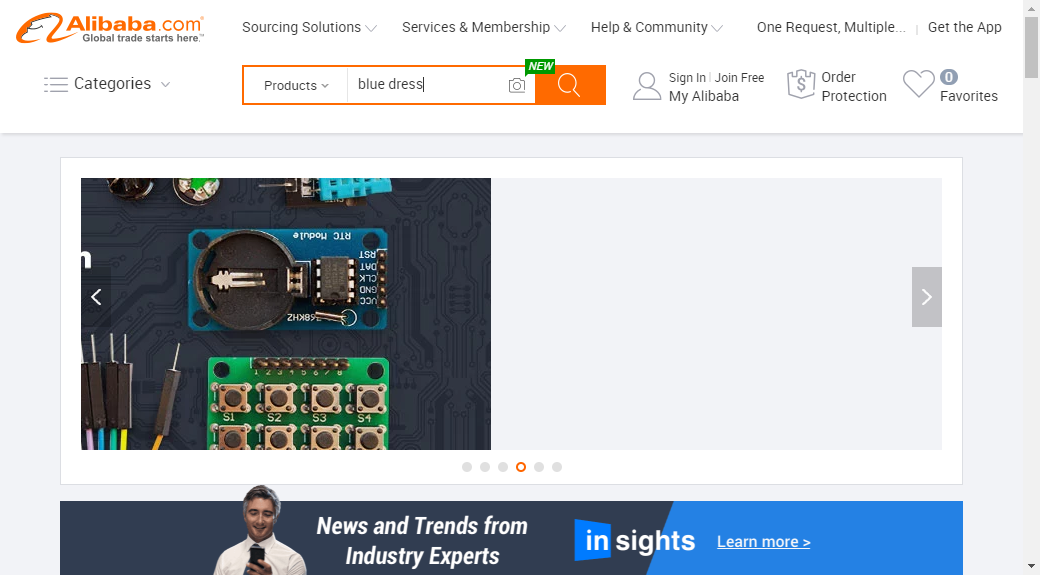 Alibaba.com
Global trade starts here.™
Sourcing Solutions
Services & Membership
Help & Community
One Request, Multiple...
Get the App
Categories
Products
blue dress
NEW
Sign In
Join Free
My Alibaba
Order
Protection
0
Favorites
n
RTC Module
RST
DAT
CLK
GND
VCC
1 2 3 4 5 6 7 8
S1 S2 S3 S4
News and Trends from
Industry Experts
in sights
Learn more >